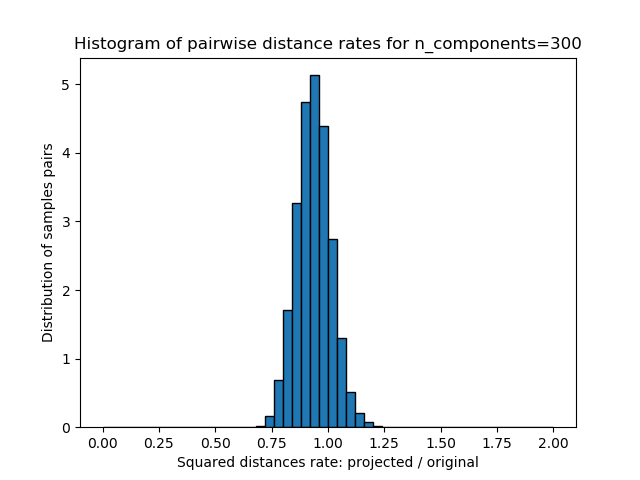 Histogram of pairwise distance rates for n_components=300
Distribution of samples pairs
5
4
3
2
1
0
0.00 0.25 0.50 0.75 1.00 1.25 1.50 1.75 2.00
Squared distances rate: projected / original